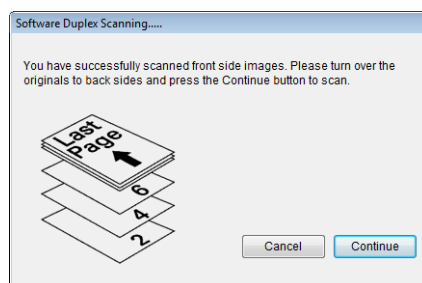 Software Duplex Scanning.....
You have successfully scanned front side images. Please turn over the
originals to back sides and press the Continue button to scan.
Last
Page
6
4
2
Cancel Continue